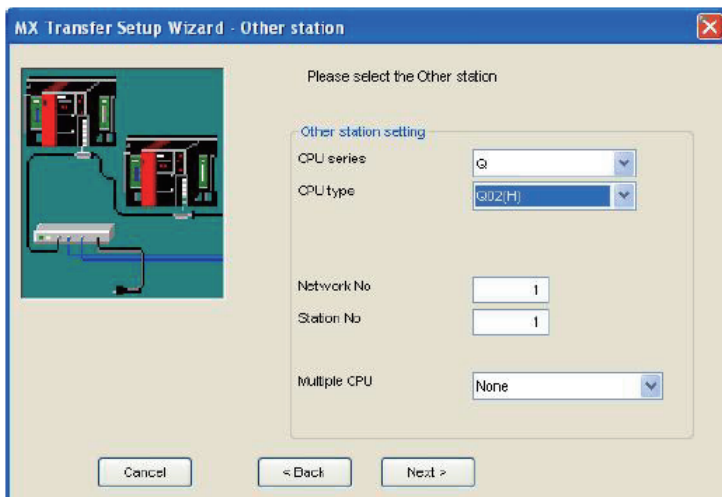 MX Transfer Setup Wizard - Other station
Please select the Other station
Other station setting
CPU series Q
CPU type Q02(H)
Network No 1
Station No 1
Multiple CPU None
Cancel < Back Next >